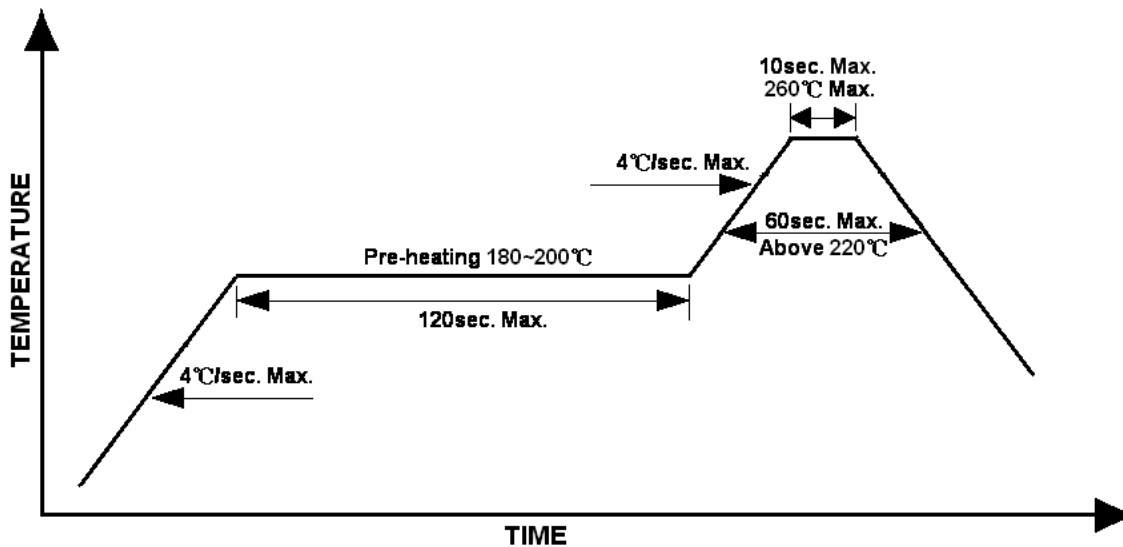 10sec. Max.
260℃ Max.
4℃/sec. Max.
60sec. Max.
Above 220℃
Pre-heating 180~200℃
120sec. Max.
4℃/sec. Max.
TEMPERATURE
TIME